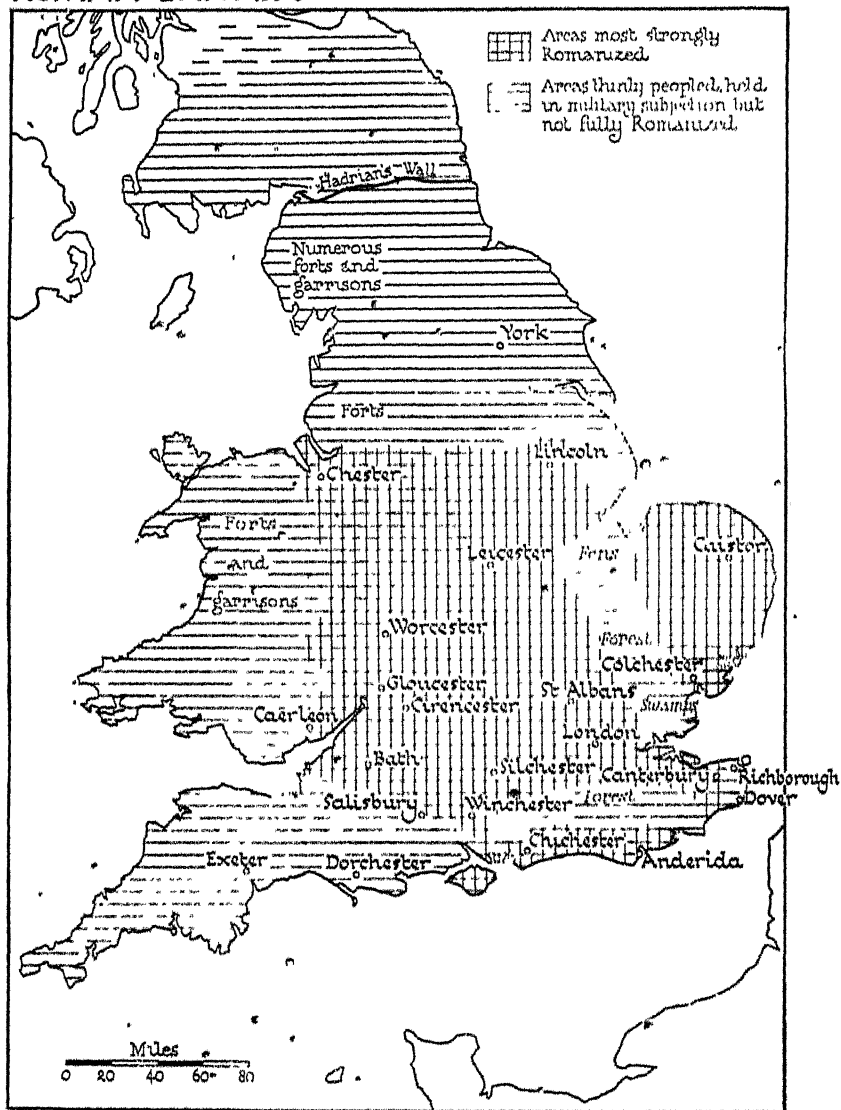 Areas most strongly
Romanized
Areas thinly peopled, held
in military subjection but
not fully Romanized
Hadrian's Wall
Numerous
forts and
garrisons
York
Forts
Lincoln
Chester
Forts
and
garrisons
Leicester
Fens
Caistor
Worcester
Forest
Colchester
Gloucester
St Albans
Cirencester
Swamps
Caerleon
London
Bath
Silchester
Canterbury
Richborough
Salisbury
Winchester
Forest
Dover
Chichester
Anderida
Exeter
Dorchester
Miles
0 20 40 60 80